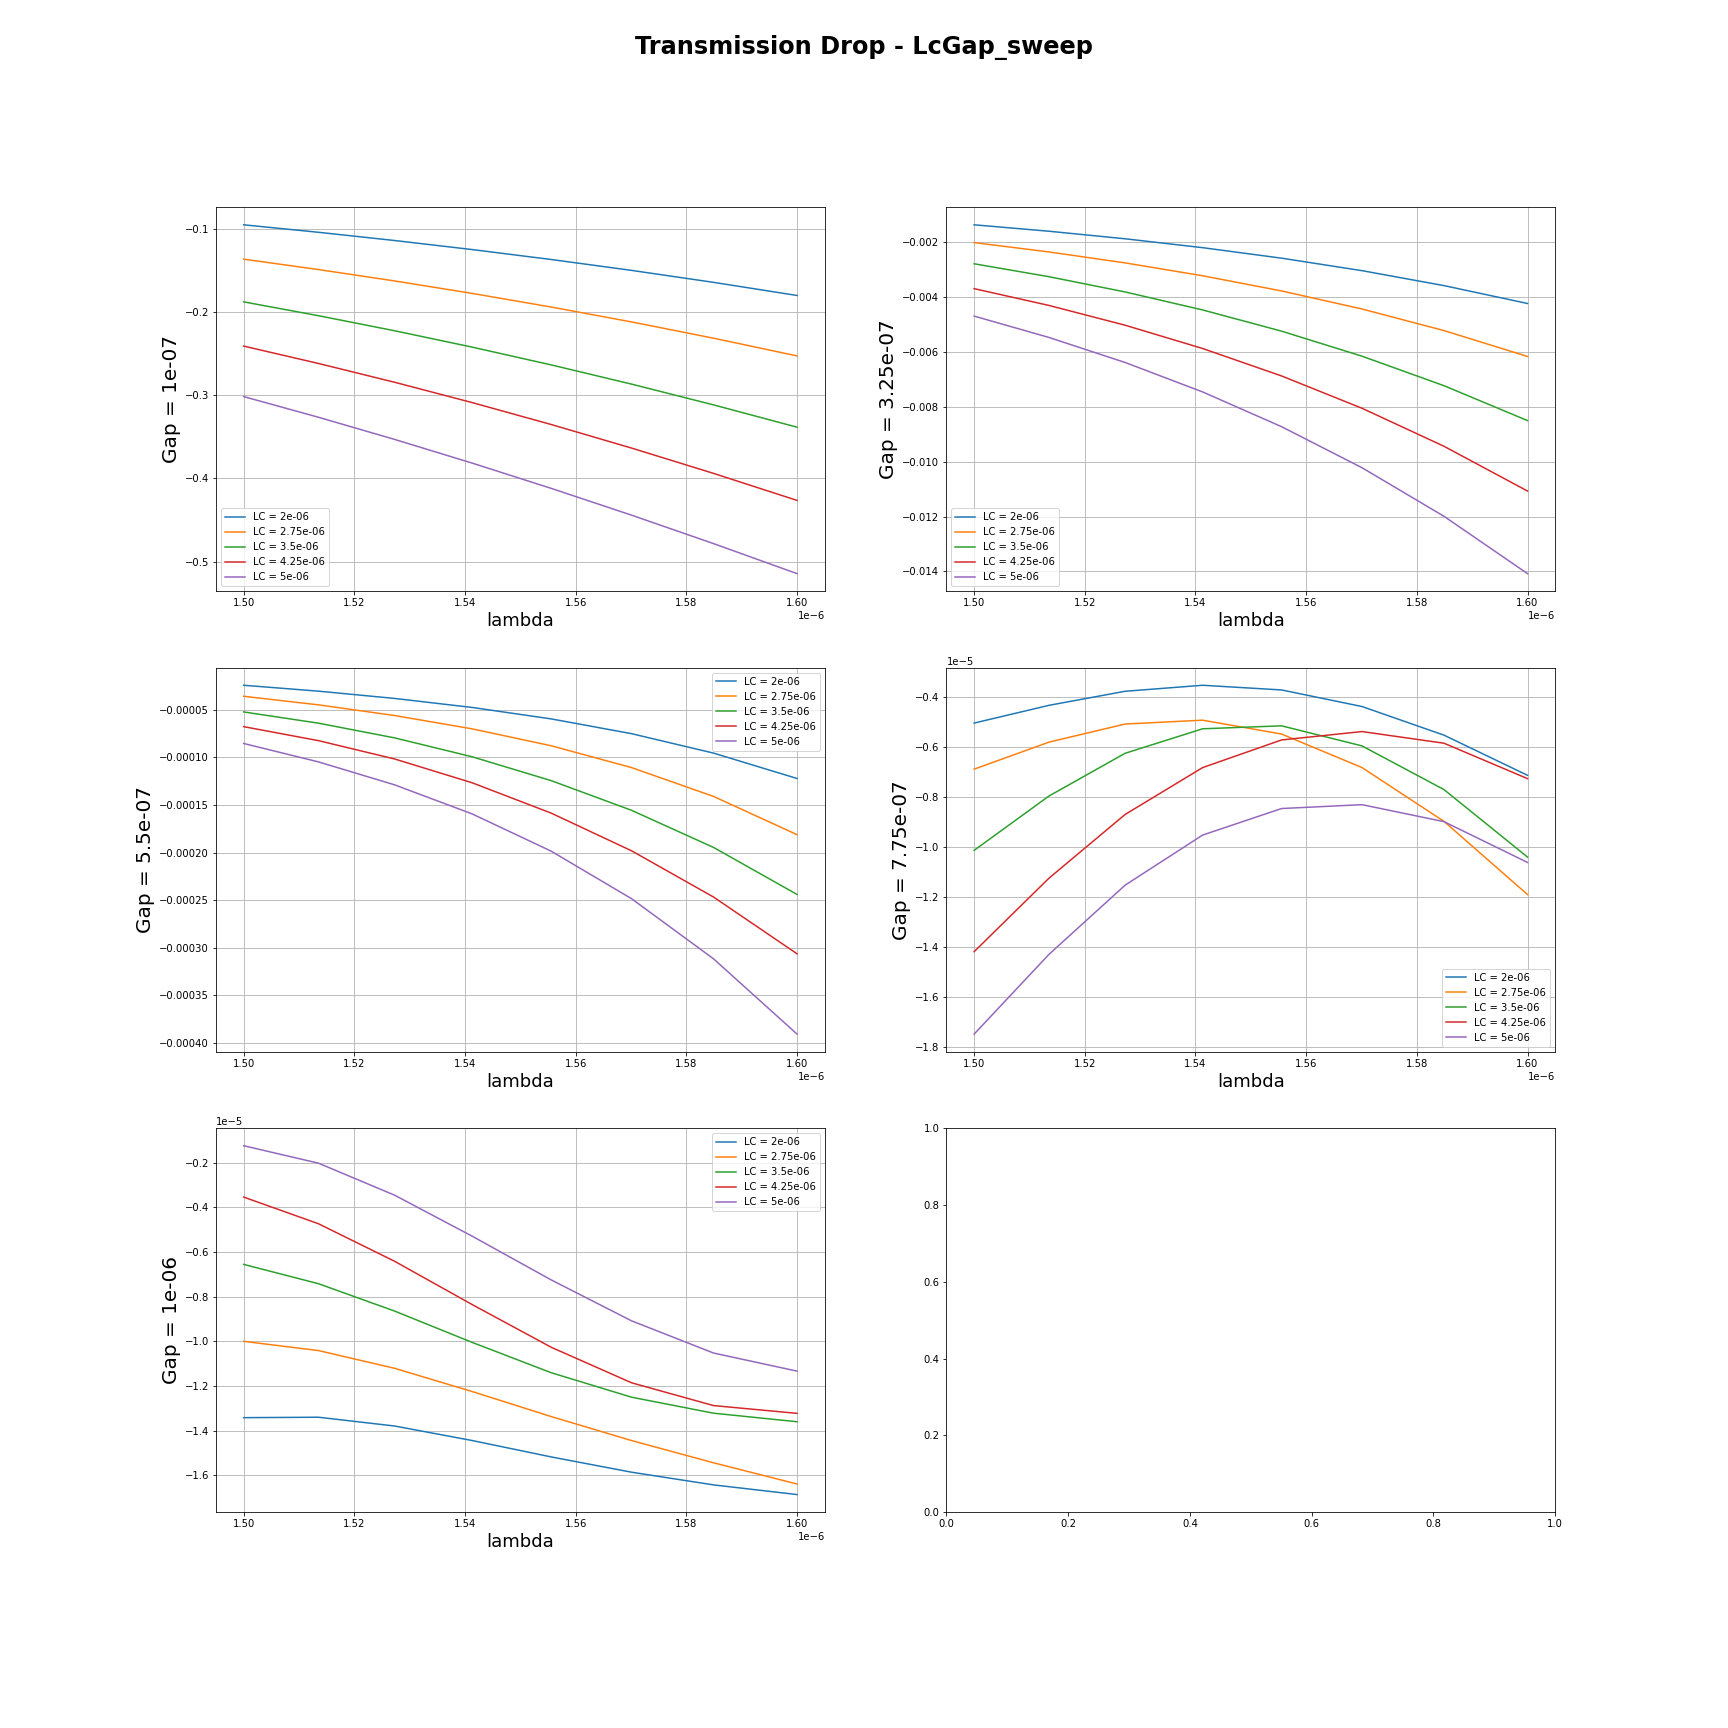 Transmission Drop - LcGap_sweep
Gap = 1e-07
−0.1
−0.2
−0.3
−0.4
−0.5
LC = 2e-06
LC = 2.75e-06
LC = 3.5e-06
LC = 4.25e-06
LC = 5e-06
1.50 1.52 1.54 1.56 1.58 1.60
1e−6
lambda
Gap = 3.25e-07
−0.002
−0.004
−0.006
−0.008
−0.010
−0.012
−0.014
LC = 2e-06
LC = 2.75e-06
LC = 3.5e-06
LC = 4.25e-06
LC = 5e-06
1.50 1.52 1.54 1.56 1.58 1.60
1e−6
lambda
Gap = 5.5e-07
−0.00005
−0.00010
−0.00015
−0.00020
−0.00025
−0.00030
−0.00035
−0.00040
LC = 2e-06
LC = 2.75e-06
LC = 3.5e-06
LC = 4.25e-06
LC = 5e-06
1.50 1.52 1.54 1.56 1.58 1.60
1e−6
lambda
Gap = 7.75e-07
1e−5
−0.4
−0.6
−0.8
−1.0
−1.2
−1.4
−1.6
−1.8
LC = 2e-06
LC = 2.75e-06
LC = 3.5e-06
LC = 4.25e-06
LC = 5e-06
1.50 1.52 1.54 1.56 1.58 1.60
1e−6
lambda
Gap = 1e-06
1e−5
−0.2
−0.4
−0.6
−0.8
−1.0
−1.2
−1.4
−1.6
LC = 2e-06
LC = 2.75e-06
LC = 3.5e-06
LC = 4.25e-06
LC = 5e-06
1.50 1.52 1.54 1.56 1.58 1.60
1e−6
lambda
1.0
0.8
0.6
0.4
0.2
0.0
0.0 0.2 0.4 0.6 0.8 1.0